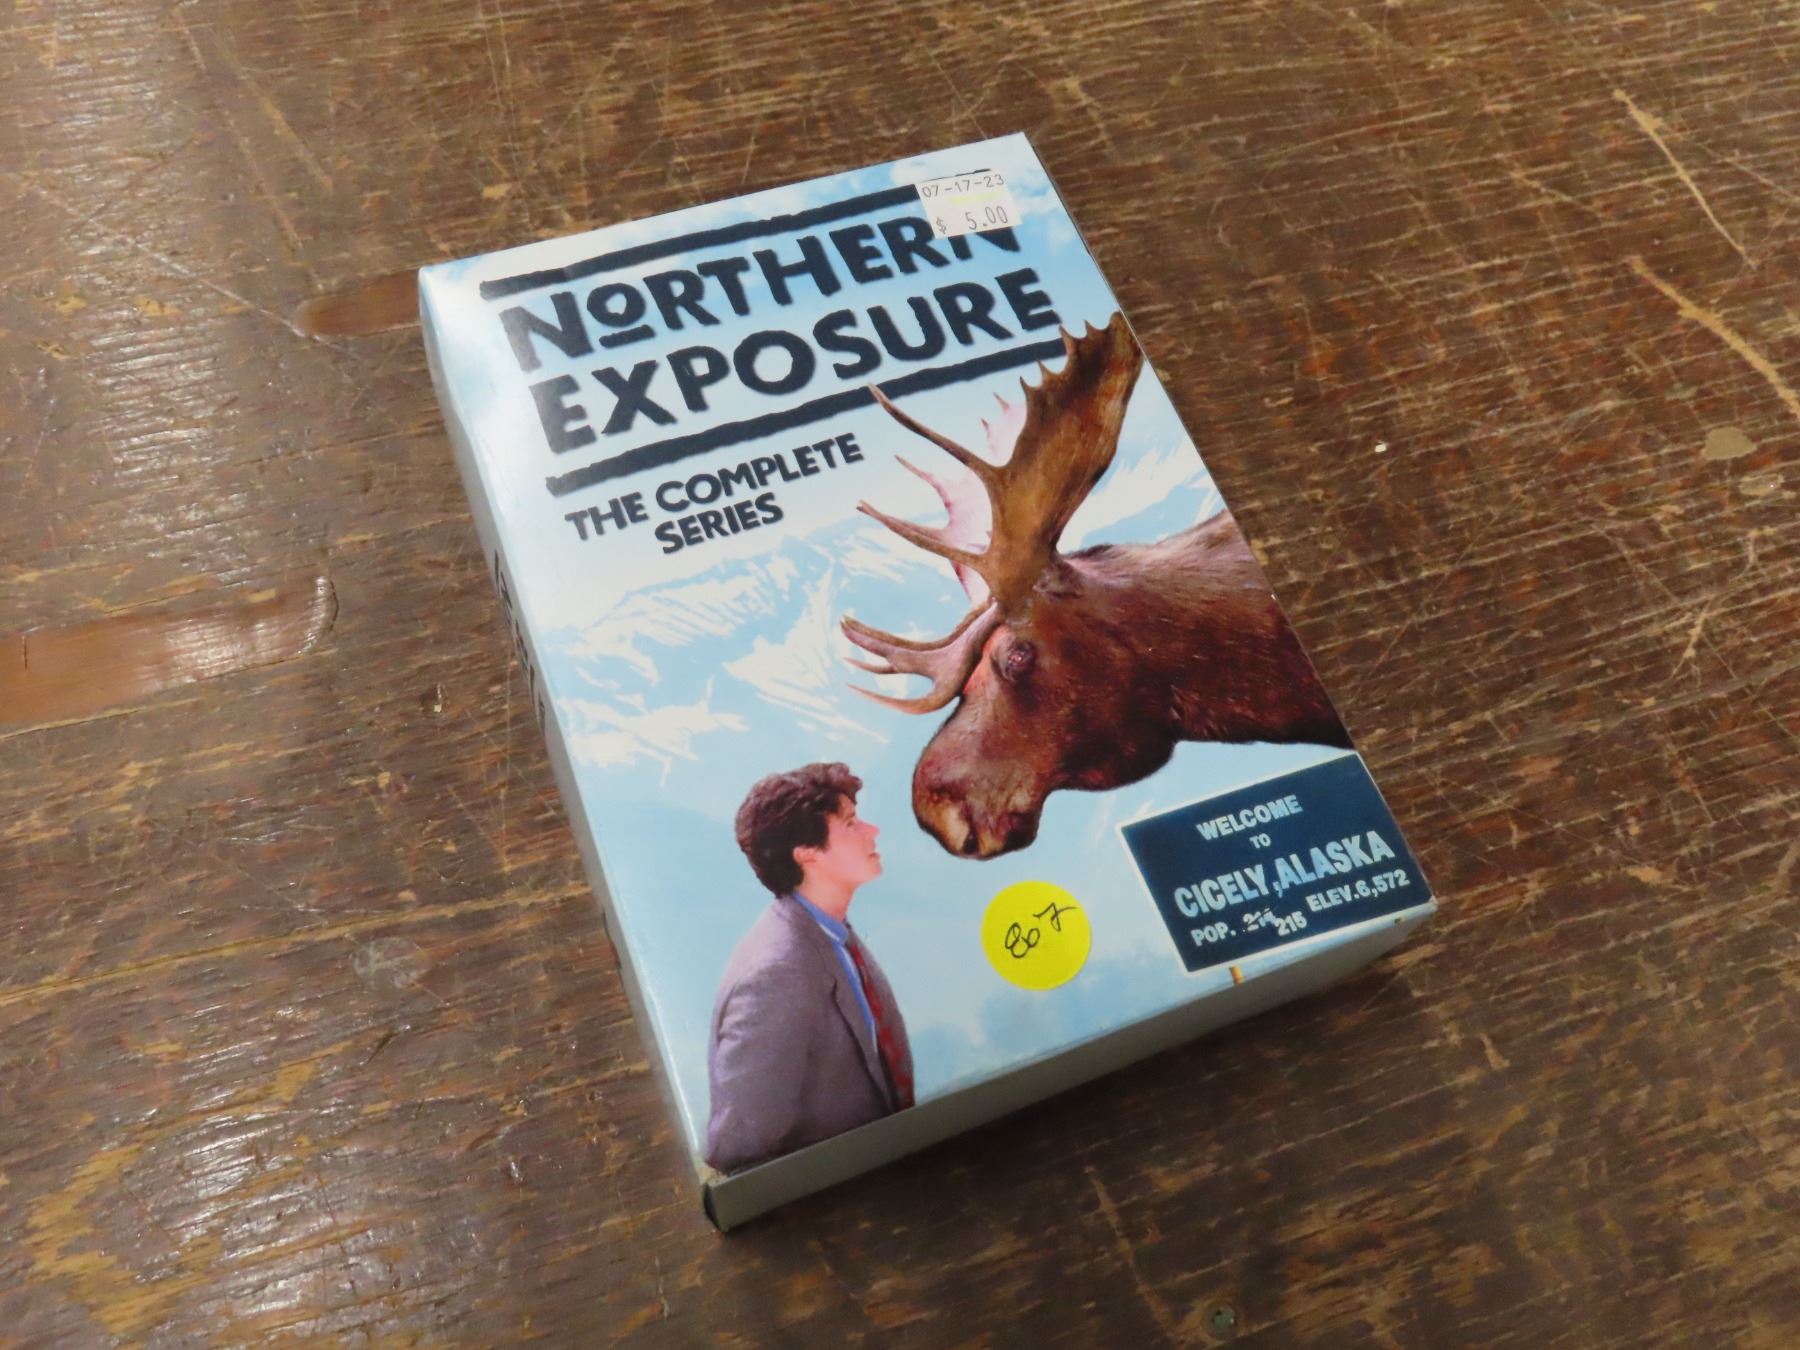 07-17-23
$ 5.00
NORTHERN
EXPOSURE
THE COMPLETE
SERIES
WELCOME
TO
CICELY, ALASKA
POP. 214 215 ELEV. 6,572
807